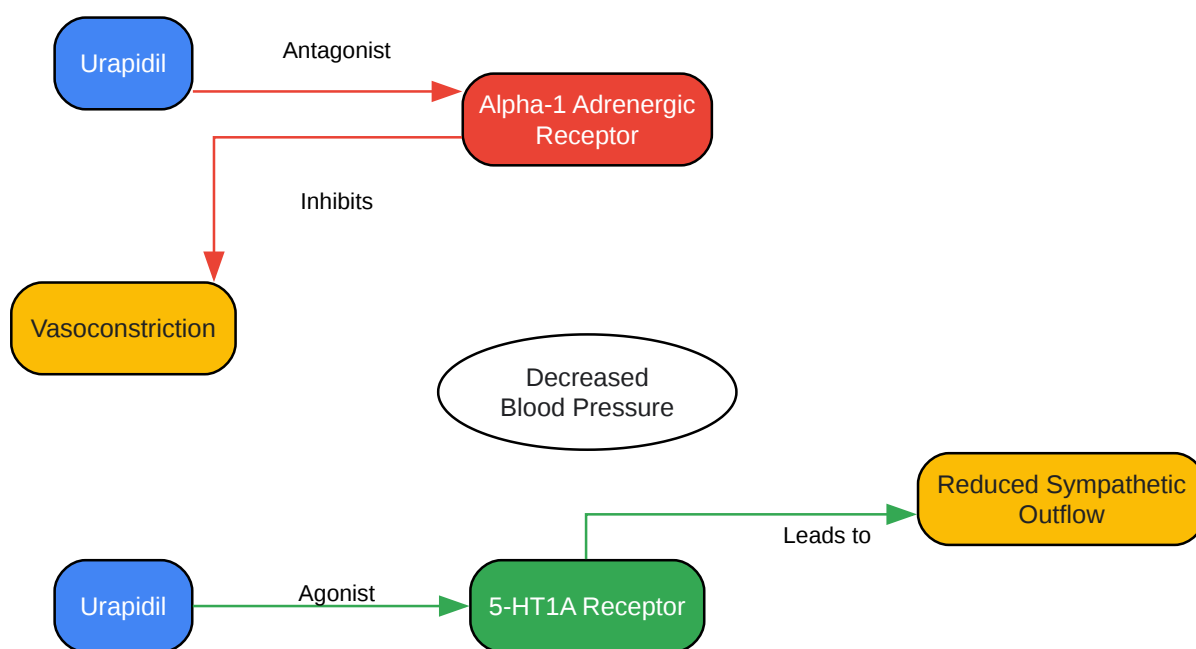 Urapidil
Antagonist
Alpha-1 Adrenergic
Receptor
Inhibits
Vasoconstriction
Decreased
Blood Pressure
Reduced Sympathetic
Outflow
Leads to
Urapidil
Agonist
5-HT1A Receptor